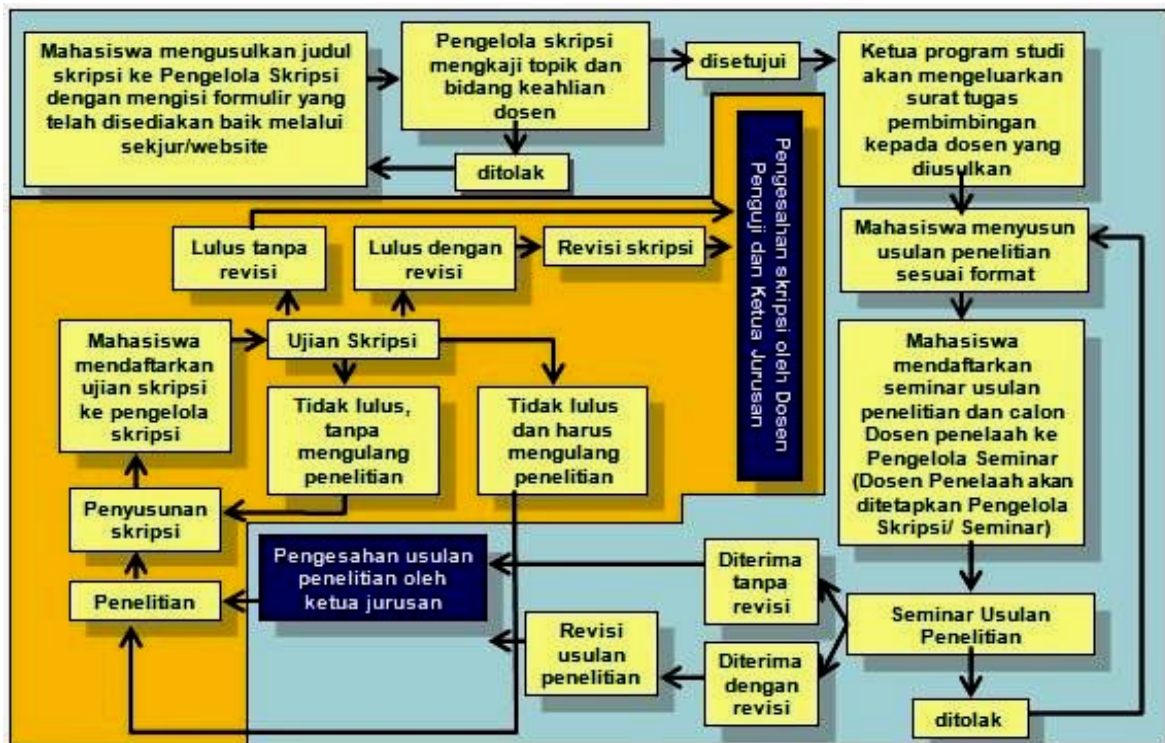 Mahasiswa mengusulkan judul
skripsi ke Pengelola Skripsi
dengan mengisi formulir yang
telah disediakan baik melalui
sekjur/website
Pengelola skripsi
mengkaji topik dan
bidang keahlian
dosen
disetujui
ditolak
Ketua program studi
akan mengeluarkan
surat tugas
pembimbingan
kepada dosen yang
diusulkan
Mahasiswa menyusun
usulan penelitian
sesuai format
Mahasiswa
mendaftarkan
seminar usulan
penelitian dan calon
Dosen penelaah ke
Pengelola Seminar
(Dosen Penelaah akan
ditetapkan Pengelola
Skripsi/ Seminar)
Seminar Usulan
Penelitian
ditolak
Diterima
tanpa
revisi
Diterima
dengan
revisi
Revisi
usulan
penelitian
Pengesahan usulan
penelitian oleh
ketua jurusan
Penelitian
Penyusunan
skripsi
Mahasiswa
mendaftarkan
ujian skripsi
ke pengelola
skripsi
Ujian Skripsi
Lulus tanpa
revisi
Lulus dengan
revisi
Revisi skripsi
Tidak lulus,
tanpa
mengulang
penelitian
Tidak lulus
dan harus
mengulang
penelitian
Pengesahan skripsi oleh Dosen
Penguji dan Ketua Jurusan